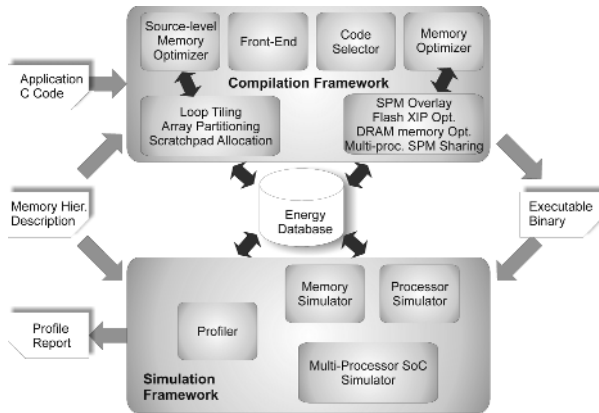 Source-level
Memory
Optimizer
Front-End
Code
Selector
Memory
Optimizer
Application
C Code
Compilation Framework
Loop Tiling
Array Partitioning
Scratchpad Allocation
SPM Overlay
Flash XIP Opt.
DRAM memory Opt.
Multi-proc. SPM Sharing
Memory Hier.
Description
Energy
Database
Executable
Binary
Memory
Simulator
Processor
Simulator
Profiler
Profile
Report
Multi-Processor SoC
Simulator
Simulation
Framework